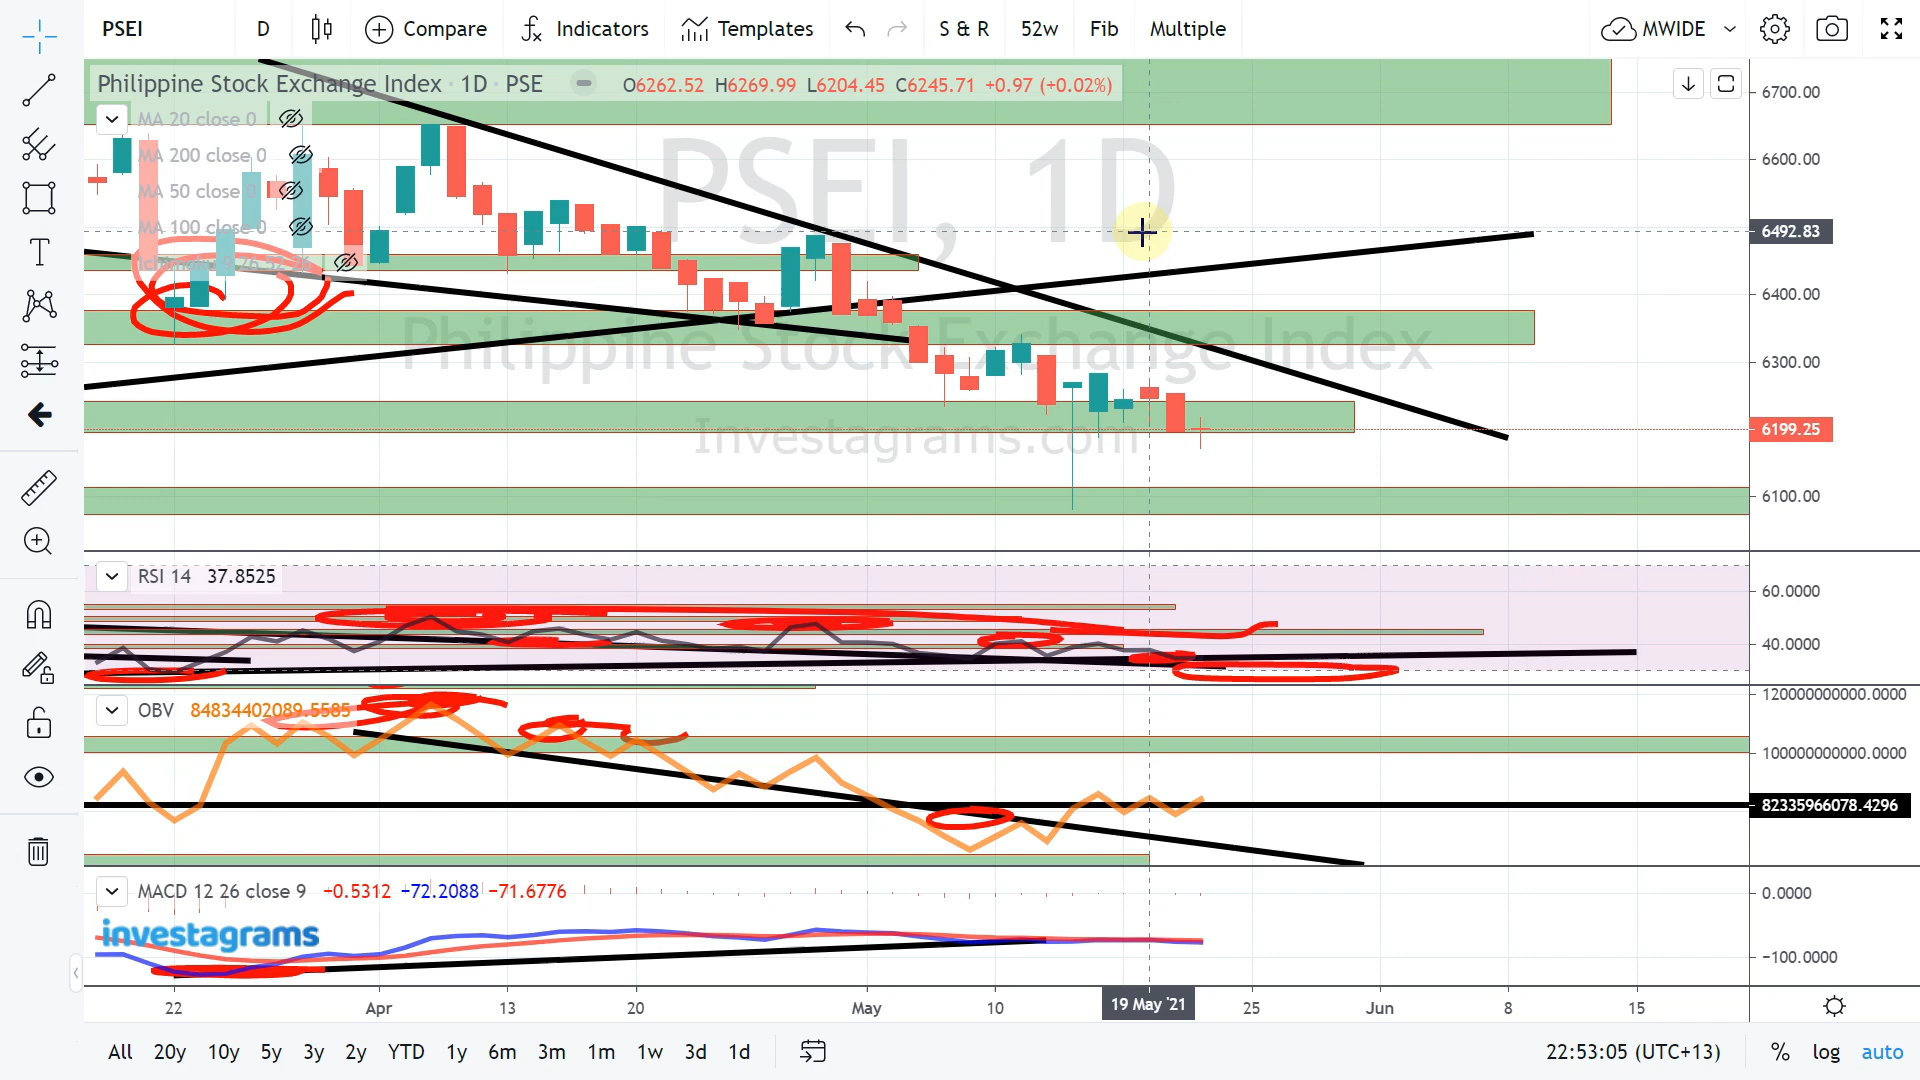 PSEI D Compare Indicators Templates S & R 52w Fib Multiple MWIDE
Philippine Stock Exchange Index · 1D · PSE O6262.52 H6269.99 L6204.45 C6245.71 +0.97 (+0.02%)
MA 20 close 0
MA 200 close 0
MA 50 close 0
MA 100 close 0
PSEI, 1D
Philippine Stock Exchange Index
Investagrams.com
6700.00
6600.00
6492.83
6400.00
6300.00
6199.25
6100.00
RSI 14 37.8525
60.0000
40.0000
OBV 84834402089.5585
120000000000.0000
100000000000.0000
82335966078.4296
MACD 12 26 close 9 −0.5312 −72.2088 −71.6776
0.0000
−100.0000
investagrams
22 Apr 13 20 May 10 19 May '21 25 Jun 8 15
All 20y 10y 5y 3y 2y YTD 1y 6m 3m 1m 1w 3d 1d 22:53:05 (UTC+13) % log auto